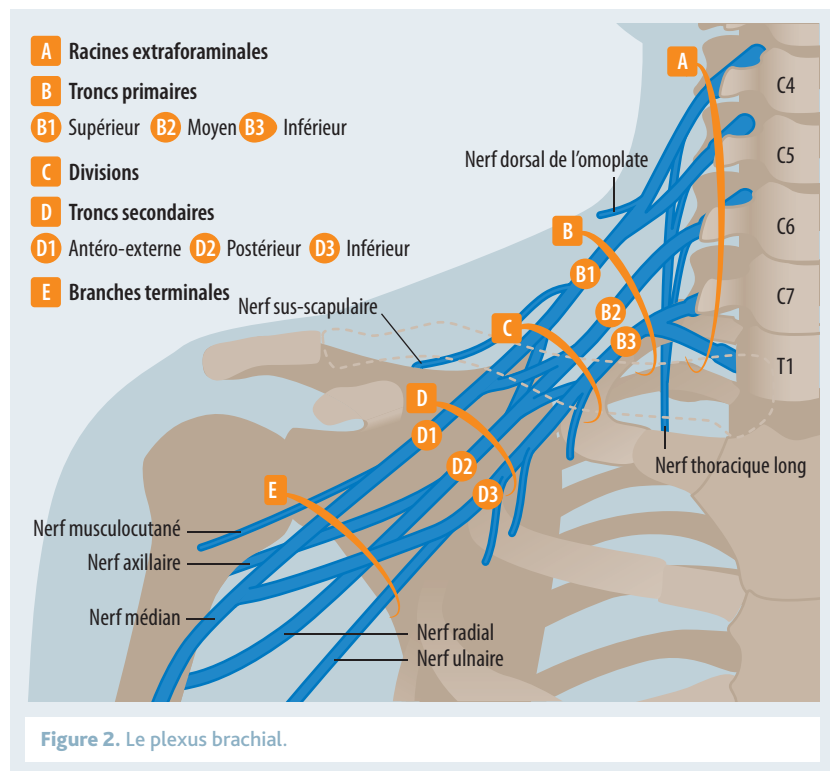 A Racines extraforaminales
B Troncs primaires
B1 Supérieur B2 Moyen B3 Inférieur
C Divisions
D Troncs secondaires
D1 Antéro-externe D2 Postérieur D3 Inférieur
E Branches terminales
A
C4
Nerf dorsal de l’omoplate
C5
B
C6
B1
Nerf sus-scapulaire
C7
B2
C
B3
T1
D
D1
Nerf thoracique long
D2
E
D3
Nerf musculocutané
Nerf axillaire
Nerf médian
Nerf radial
Nerf ulnaire
Figure 2. Le plexus brachial.